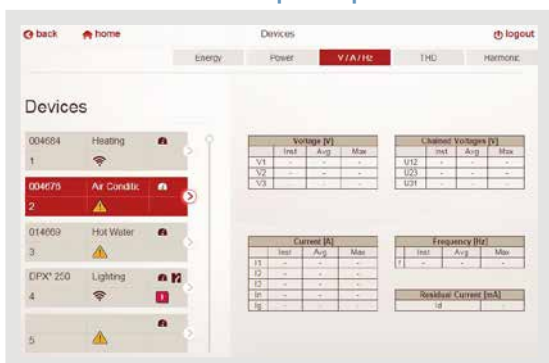 back home Devices logout
Energy Power V/A/Hz THD Harmonic
Devices
004684 Heating
1
004676 Air Conditic
2
014669 Hot Water
3
DPX³ 250 Lighting
4
5
Voltage [V]
Inst Avg Max
V1 - - -
V2 - - -
V3 - - -
Chained Voltages [V]
Inst Avg Max
U12 - - -
U23 - - -
U31 - - -
Current [A]
Inst Avg Max
I1 - - -
I2 - - -
I2 - - -
In - - -
Ig - - -
Frequency [Hz]
Inst Avg Max
f - - -
Residual Current [mA]
Id -